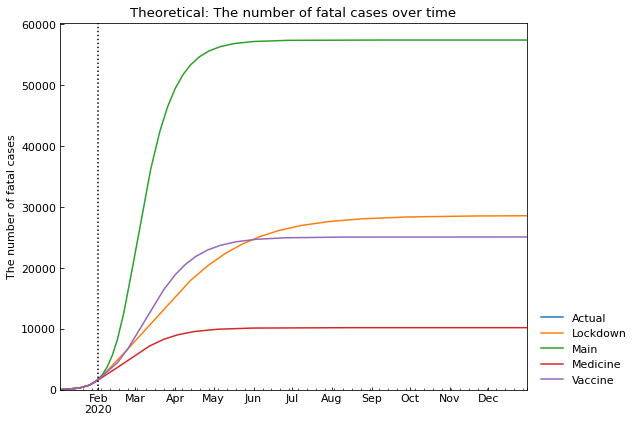 Theoretical: The number of fatal cases over time
The number of fatal cases
60000
50000
40000
30000
20000
10000
0
Feb Mar Apr May Jun Jul Aug Sep Oct Nov Dec
2020
Actual
Lockdown
Main
Medicine
Vaccine